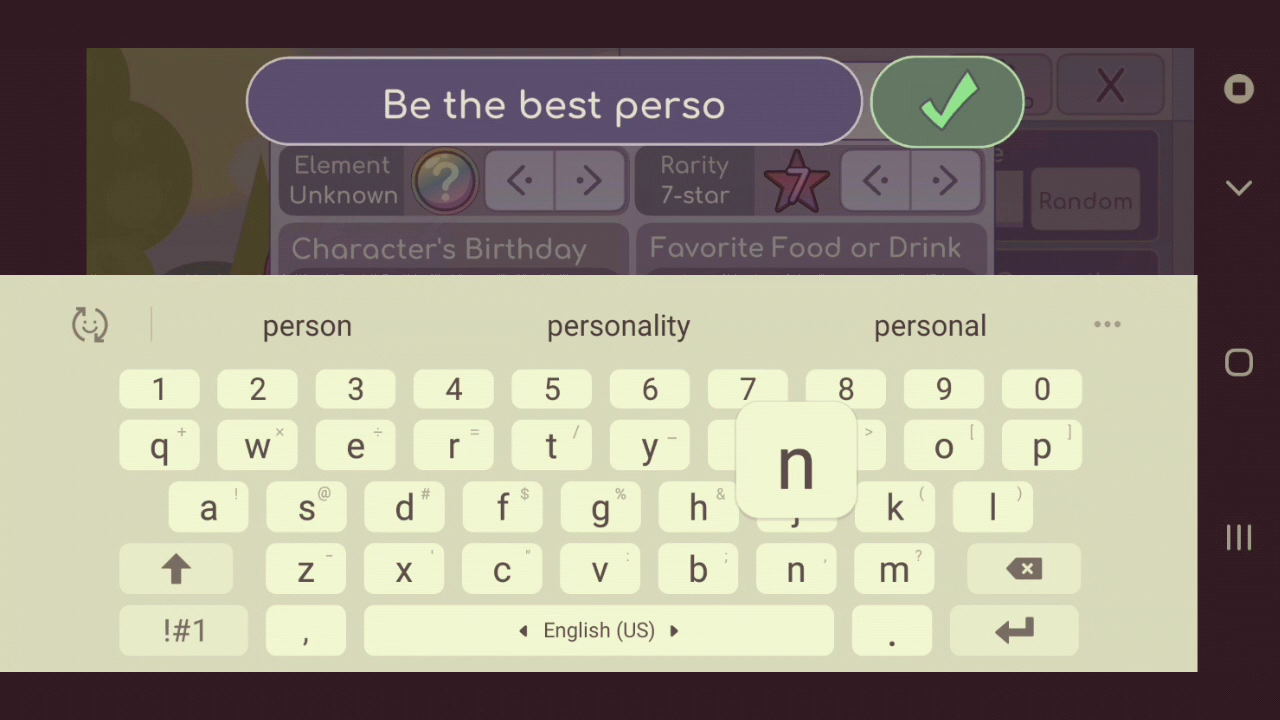 Be the best perso
Element
Unknown
?
Rarity
7-star
7
X
Random
Character's Birthday
Favorite Food or Drink
person
personality
personal
1 2 3 4 5 6 7 8 9 0
q + w × e ÷ r = t / y _ > o [ p ]
n
a ! s @ d # f $ g % h & j k ( l )
z - x ' c " v : b ; n , m ?
!#1 , English (US) .